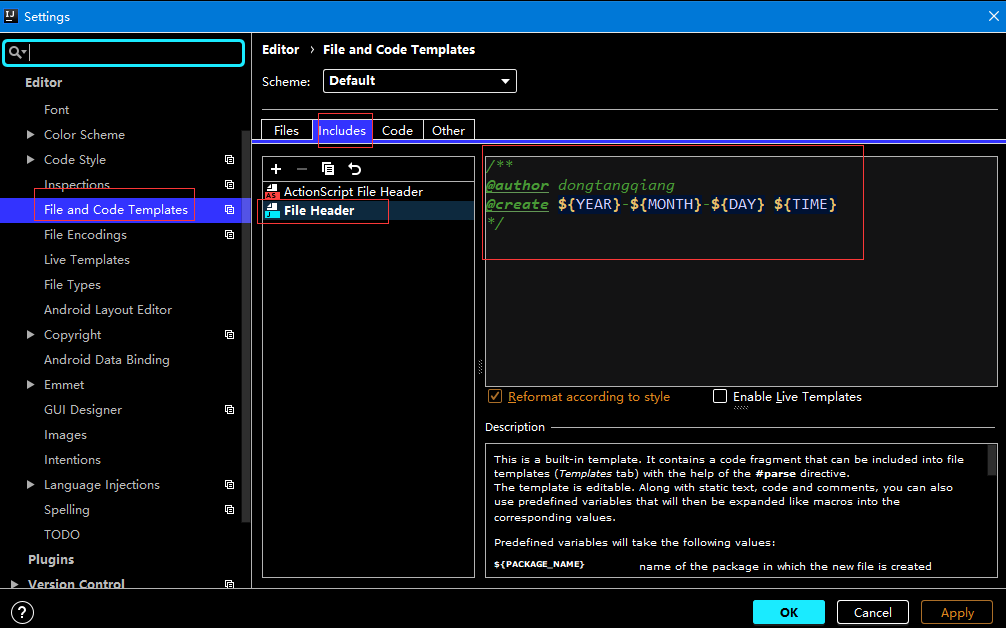 Settings
Editor
Font
Color Scheme
Code Style
Inspections
File and Code Templates
File Encodings
Live Templates
File Types
Android Layout Editor
Copyright
Android Data Binding
Emmet
GUI Designer
Images
Intentions
Language Injections
Spelling
TODO
Plugins
Version Control
Editor › File and Code Templates
Scheme: Default
Files Includes Code Other
ActionScript File Header
File Header
/**
@author dongtangqiang
@create ${YEAR}-${MONTH}-${DAY} ${TIME}
*/
Reformat according to style Enable Live Templates
Description
This is a built-in template. It contains a code fragment that can be included into file
templates (Templates tab) with the help of the #parse directive.
The template is editable. Along with static text, code and comments, you can also
use predefined variables that will then be expanded like macros into the
corresponding values.
Predefined variables will take the following values:
${PACKAGE_NAME} name of the package in which the new file is created
? OK Cancel Apply